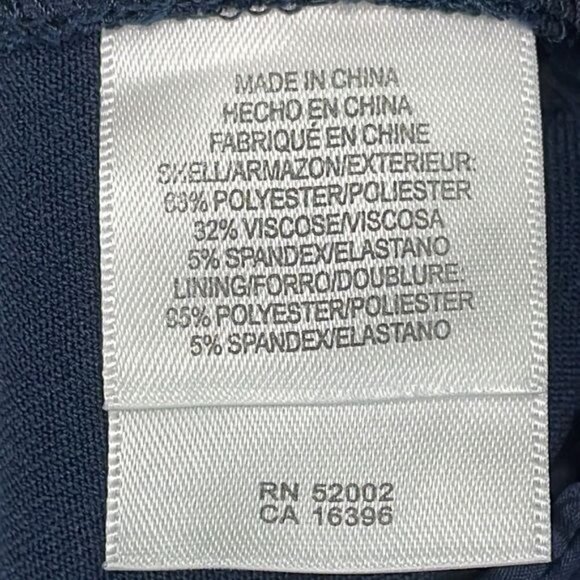 MADE IN CHINA
HECHO EN CHINA
FABRIQUÉ EN CHINE
SHELL/ARMAZON/EXTERIEUR:
63% POLYESTER/POLIESTER
32% VISCOSE/VISCOSA
5% SPANDEX/ELASTANO
LINING/FORRO/DOUBLURE:
95% POLYESTER/POLIESTER
5% SPANDEX/ELASTANO
RN 52002
CA 16396